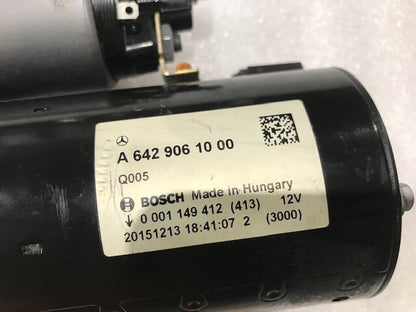 A 642 906 10 00
Q005
BOSCH Made in Hungary
0 001 149 412 (413) 12V
20151213 18:41:07 2 (3000)